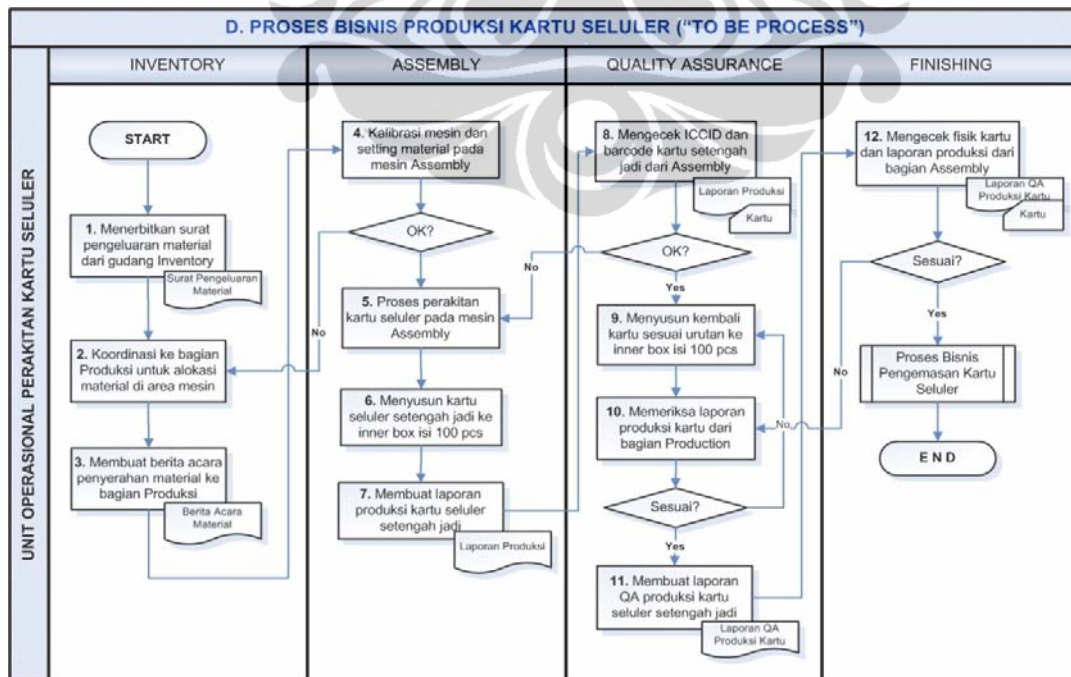 D. PROSES BISNIS PRODUKSI KARTU SELULER ("TO BE PROCESS")
UNIT OPERASIONAL PERAKITAN KARTU SELULER
INVENTORY
START
1. Menerbitkan surat
pengeluaran material
dari gudang Inventory
Surat Pengeluaran
Material
2. Koordinasi ke bagian
Produksi untuk alokasi
material di area mesin
3. Membuat berita acara
penyerahan material ke
bagian Produksi
Berita Acara
Material
ASSEMBLY
4. Kalibrasi mesin dan
setting material pada
mesin Assembly
OK?
No
5. Proses perakitan
kartu seluler pada mesin
Assembly
6. Menyusun kartu
seluler setengah jadi ke
inner box isi 100 pcs
7. Membuat laporan
produksi kartu seluler
setengah jadi
Laporan Produksi
QUALITY ASSURANCE
8. Mengecek ICCID dan
barcode kartu setengah
jadi dari Assembly
Laporan Produksi
Kartu
OK?
No
Yes
9. Menyusun kembali
kartu sesuai urutan ke
inner box isi 100 pcs
10. Memeriksa laporan
produksi kartu dari
bagian Production
No
Sesuai?
Yes
11. Membuat laporan
QA produksi kartu
seluler setengah jadi
Laporan QA
Produksi Kartu
FINISHING
12. Mengecek fisik kartu
dan laporan produksi dari
bagian Assembly
Laporan QA
Produksi Kartu
Kartu
Sesuai?
No
Yes
Proses Bisnis
Pengemasan Kartu
Seluler
E N D